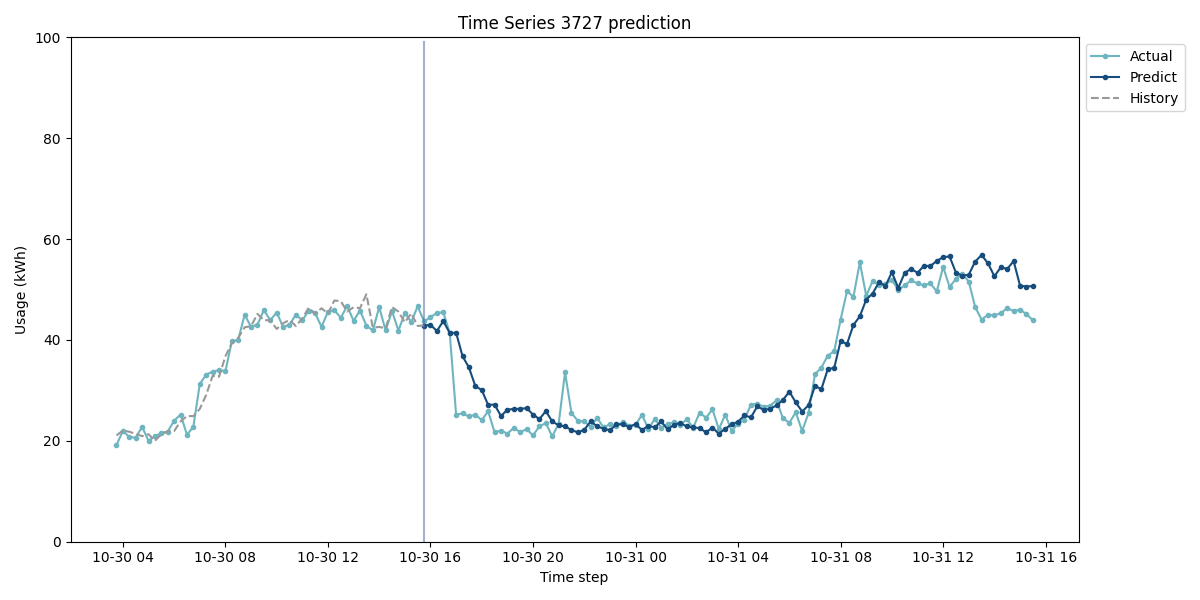 Time Series 3727 prediction
100
80
60
40
20
0
Usage (kWh)
10-30 04
10-30 08
10-30 12
10-30 16
10-30 20
10-31 00
10-31 04
10-31 08
10-31 12
10-31 16
Time step
Actual
Predict
History